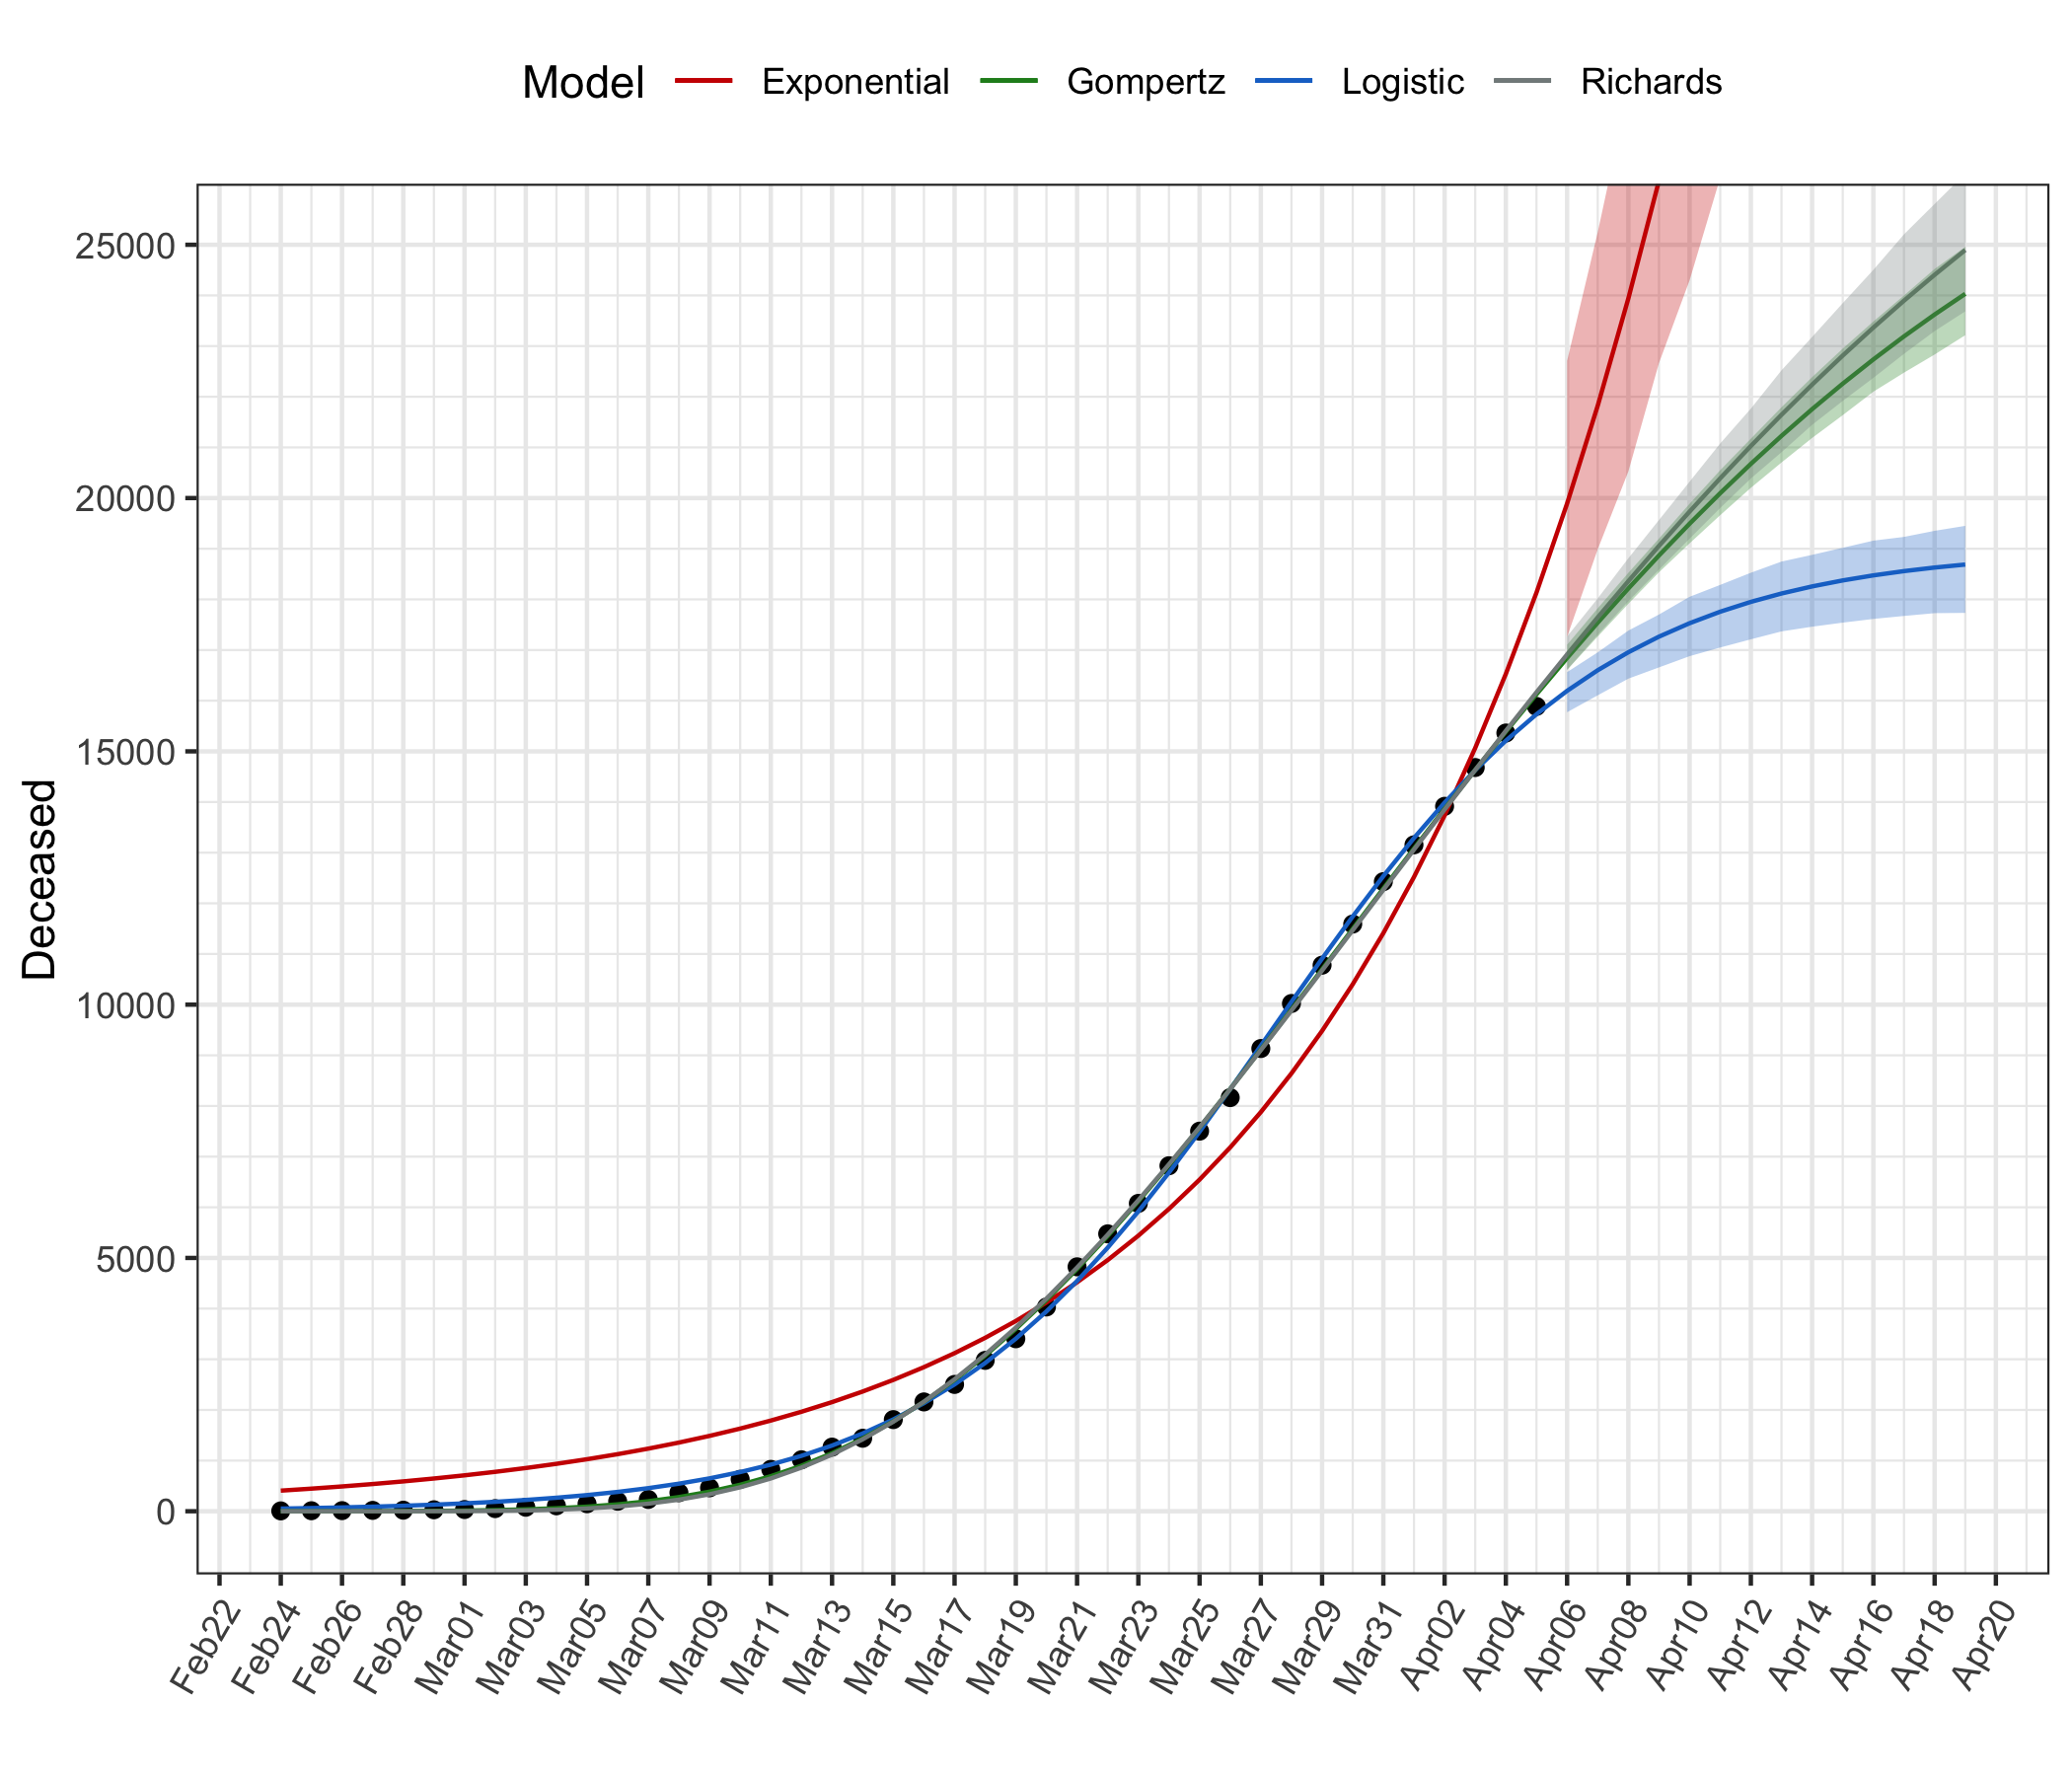 Model Exponential Gompertz Logistic Richards
25000
20000
15000
10000
5000
0
Deceased
Feb22 Feb24 Feb26 Feb28 Mar01 Mar03 Mar05 Mar07 Mar09 Mar11 Mar13 Mar15 Mar17 Mar19 Mar21 Mar23 Mar25 Mar27 Mar29 Mar31 Apr02 Apr04 Apr06 Apr08 Apr10 Apr12 Apr14 Apr16 Apr18 Apr20